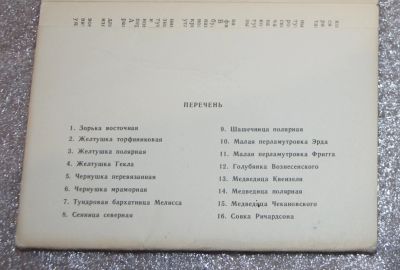 ПЕРЕЧЕНЬ
1. Зорька восточная
2. Желтушка торфиниковая
3. Желтушка полярная
4. Желтушка Гекла
5. Чернушка перевязанная
6. Чернушка мраморная
7. Тундровая бархатница Мелисса
8. Сенница северная
9. Шашечница полярная
10. Малая перламутровка Эрда
11. Малая перламутровка Фригга
12. Голубянка Вознесенского
13. Медведица Квензеля
14. Медведица полярная
15. Медведица Чекановского
16. Совка Ричардсона